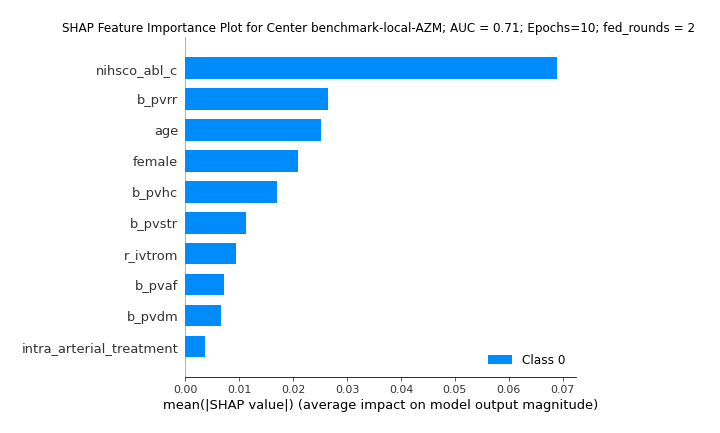 SHAP Feature Importance Plot for Center benchmark-local-AZM; AUC = 0.71; Epochs=10; fed_rounds = 2
nihsco_abl_c
b_pvrr
age
female
b_pvhc
b_pvstr
r_ivtrom
b_pvaf
b_pvdm
intra_arterial_treatment
Class 0
0.00 0.01 0.02 0.03 0.04 0.05 0.06 0.07
mean(|SHAP value|) (average impact on model output magnitude)